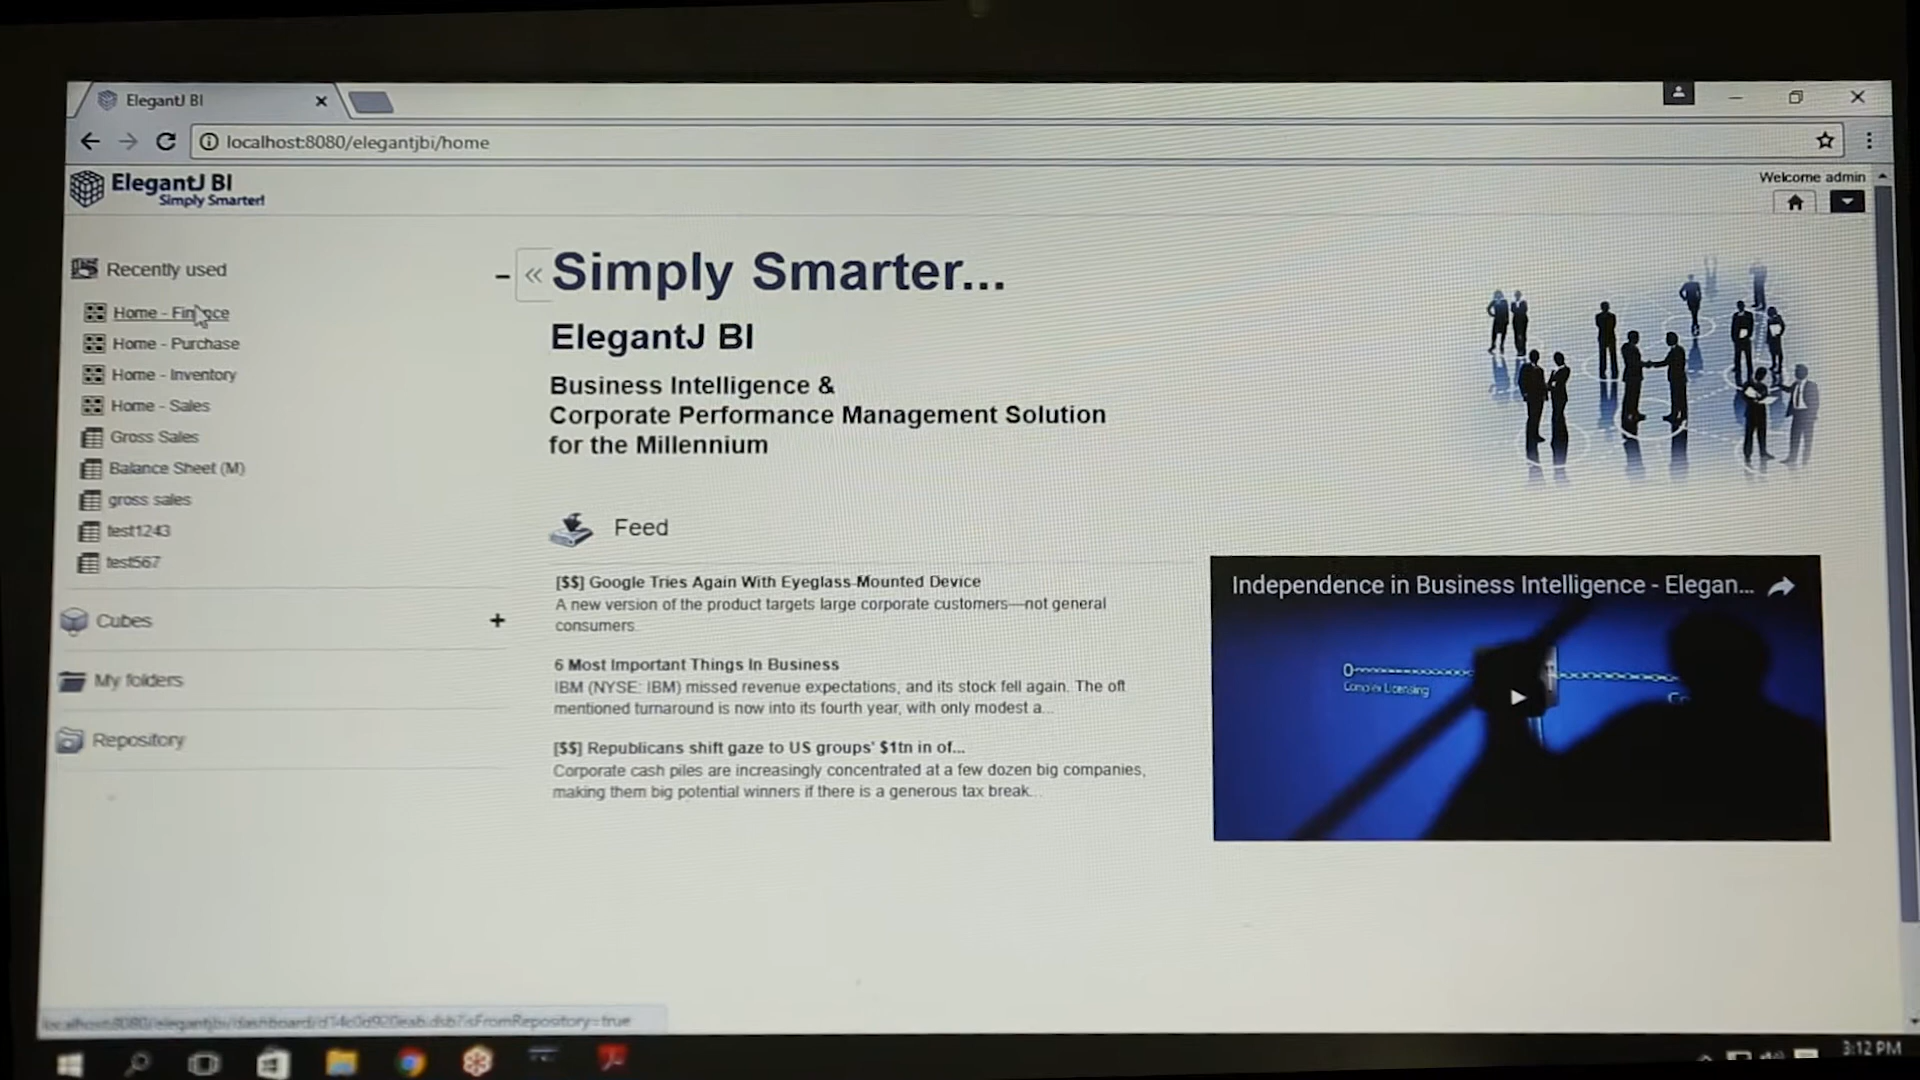 ElegantJ BI
localhost:8080/elegantjbi/home
ElegantJ BI
Simply Smarter!
Welcome admin
Recently used
Home - Finance
Home - Purchase
Home - Inventory
Home - Sales
Gross Sales
Balance Sheet (M)
gross sales
test1243
test567
Cubes
My folders
Repository
Simply Smarter...
ElegantJ BI
Business Intelligence &
Corporate Performance Management Solution
for the Millennium
Feed
[$$] Google Tries Again With Eyeglass-Mounted Device
A new version of the product targets large corporate customers—not general
consumers.
6 Most Important Things In Business
IBM (NYSE: IBM) missed revenue expectations, and its stock fell again. The oft
mentioned turnaround is now into its fourth year, with only modest a...
[$$] Republicans shift gaze to US groups' $1tn in of...
Corporate cash piles are increasingly concentrated at a few dozen big companies,
making them big potential winners if there is a generous tax break...
Independence in Business Intelligence - Elegan...
Complex Licensing
3:12 PM